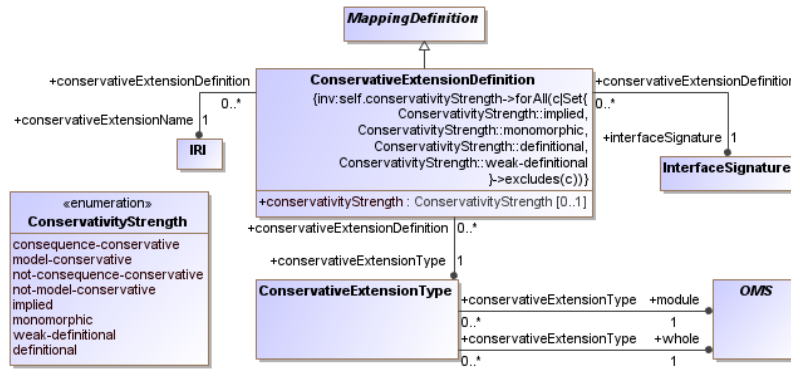 MappingDefinition
+conservativeExtensionDefinition
0..*
+conservativeExtensionName 1
IRI
ConservativeExtensionDefinition
{inv:self.conservativityStrength->forAll(c|Set{
ConservativityStrength::implied,
ConservativityStrength::monomorphic,
ConservativityStrength::definitional,
ConservativityStrength::weak-definitional
}->excludes(c))}
+conservativityStrength : ConservativityStrength [0..1]
+conservativeExtensionDefinition
0..*
+interfaceSignature 1
InterfaceSignature
«enumeration»
ConservativityStrength
consequence-conservative
model-conservative
not-consequence-conservative
not-model-conservative
implied
monomorphic
weak-definitional
definitional
+conservativeExtensionDefinition 0..*
+conservativeExtensionType 1
ConservativeExtensionType
+conservativeExtensionType +module
0..* 1
+conservativeExtensionType +whole
0..* 1
OMS